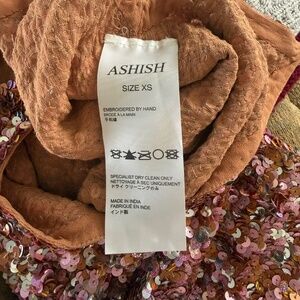 ASHISH
SIZE XS
EMBROIDERED BY HAND
BRODÉ À LA MAIN
手刺繍
SPECIALIST DRY CLEAN ONLY
NETTOYAGE À SEC UNIQUEMENT
ドライ クリーニングのみ
MADE IN INDIA
FABRIQUÉ EN INDE
インド製